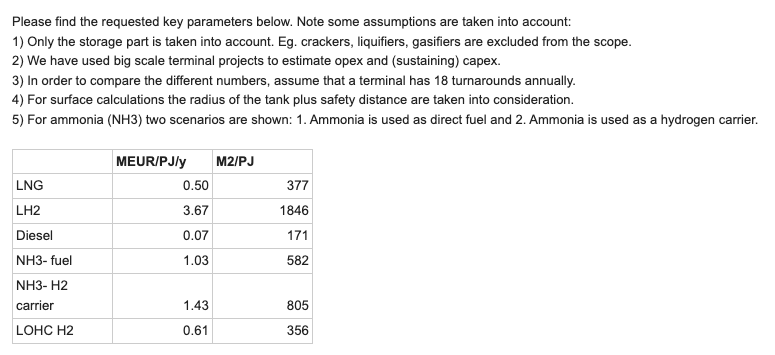 Please find the requested key parameters below. Note some assumptions are taken into account:
1) Only the storage part is taken into account. Eg. crackers, liquifiers, gasifiers are excluded from the scope.
2) We have used big scale terminal projects to estimate opex and (sustaining) capex.
3) In order to compare the different numbers, assume that a terminal has 18 turnarounds annually.
4) For surface calculations the radius of the tank plus safety distance are taken into consideration.
5) For ammonia (NH3) two scenarios are shown: 1. Ammonia is used as direct fuel and 2. Ammonia is used as a hydrogen carrier.
MEUR/PJ/y M2/PJ
LNG 0.50 377
LH2 3.67 1846
Diesel 0.07 171
NH3- fuel 1.03 582
NH3- H2
carrier 1.43 805
LOHC H2 0.61 356